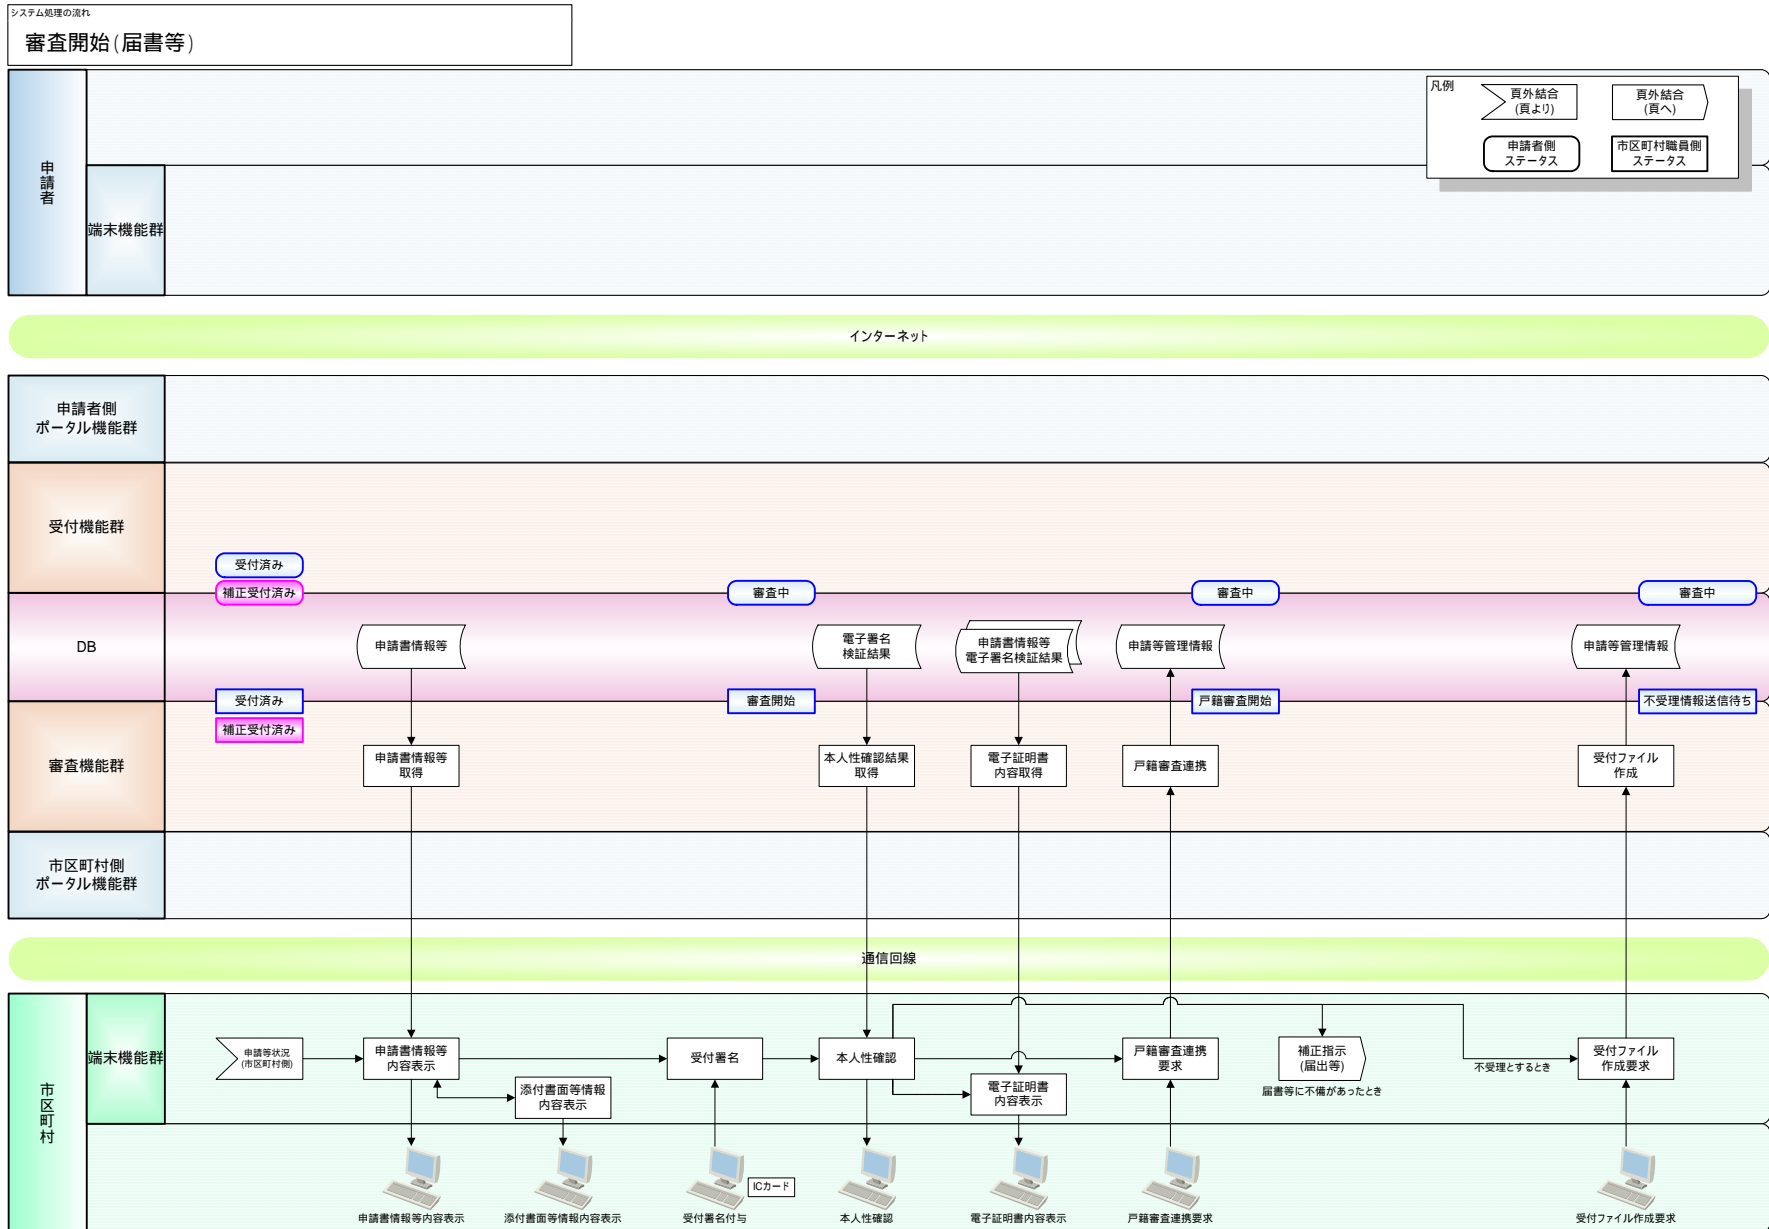 システム処理の流れ
審査開始(届書等)
凡例
頁外結合
(頁より)
頁外結合
(頁へ)
申請者側
ステータス
市区町村職員側
ステータス
申請者
端末機能群
インターネット
申請者側
ポータル機能群
受付機能群
受付済み
補正受付済み
審査中
審査中
審査中
DB
申請書情報等
電子署名
検証結果
申請書情報等
電子署名検証結果
申請等管理情報
申請等管理情報
受付済み
審査開始
戸籍審査開始
不受理情報送信待ち
補正受付済み
審査機能群
申請書情報等
取得
本人性確認結果
取得
電子証明書
内容取得
戸籍審査連携
受付ファイル
作成
市区町村側
ポータル機能群
通信回線
市区町村
端末機能群
申請等状況
(市区町村側)
申請書情報等
内容表示
添付書面等情報
内容表示
受付署名
本人性確認
電子証明書
内容表示
戸籍審査連携
要求
補正指示
(届出等)
届書等に不備があったとき
不受理とするとき
受付ファイル
作成要求
ICカード
申請書情報等内容表示
添付書面等情報内容表示
受付署名付与
本人性確認
電子証明書内容表示
戸籍審査連携要求
受付ファイル作成要求